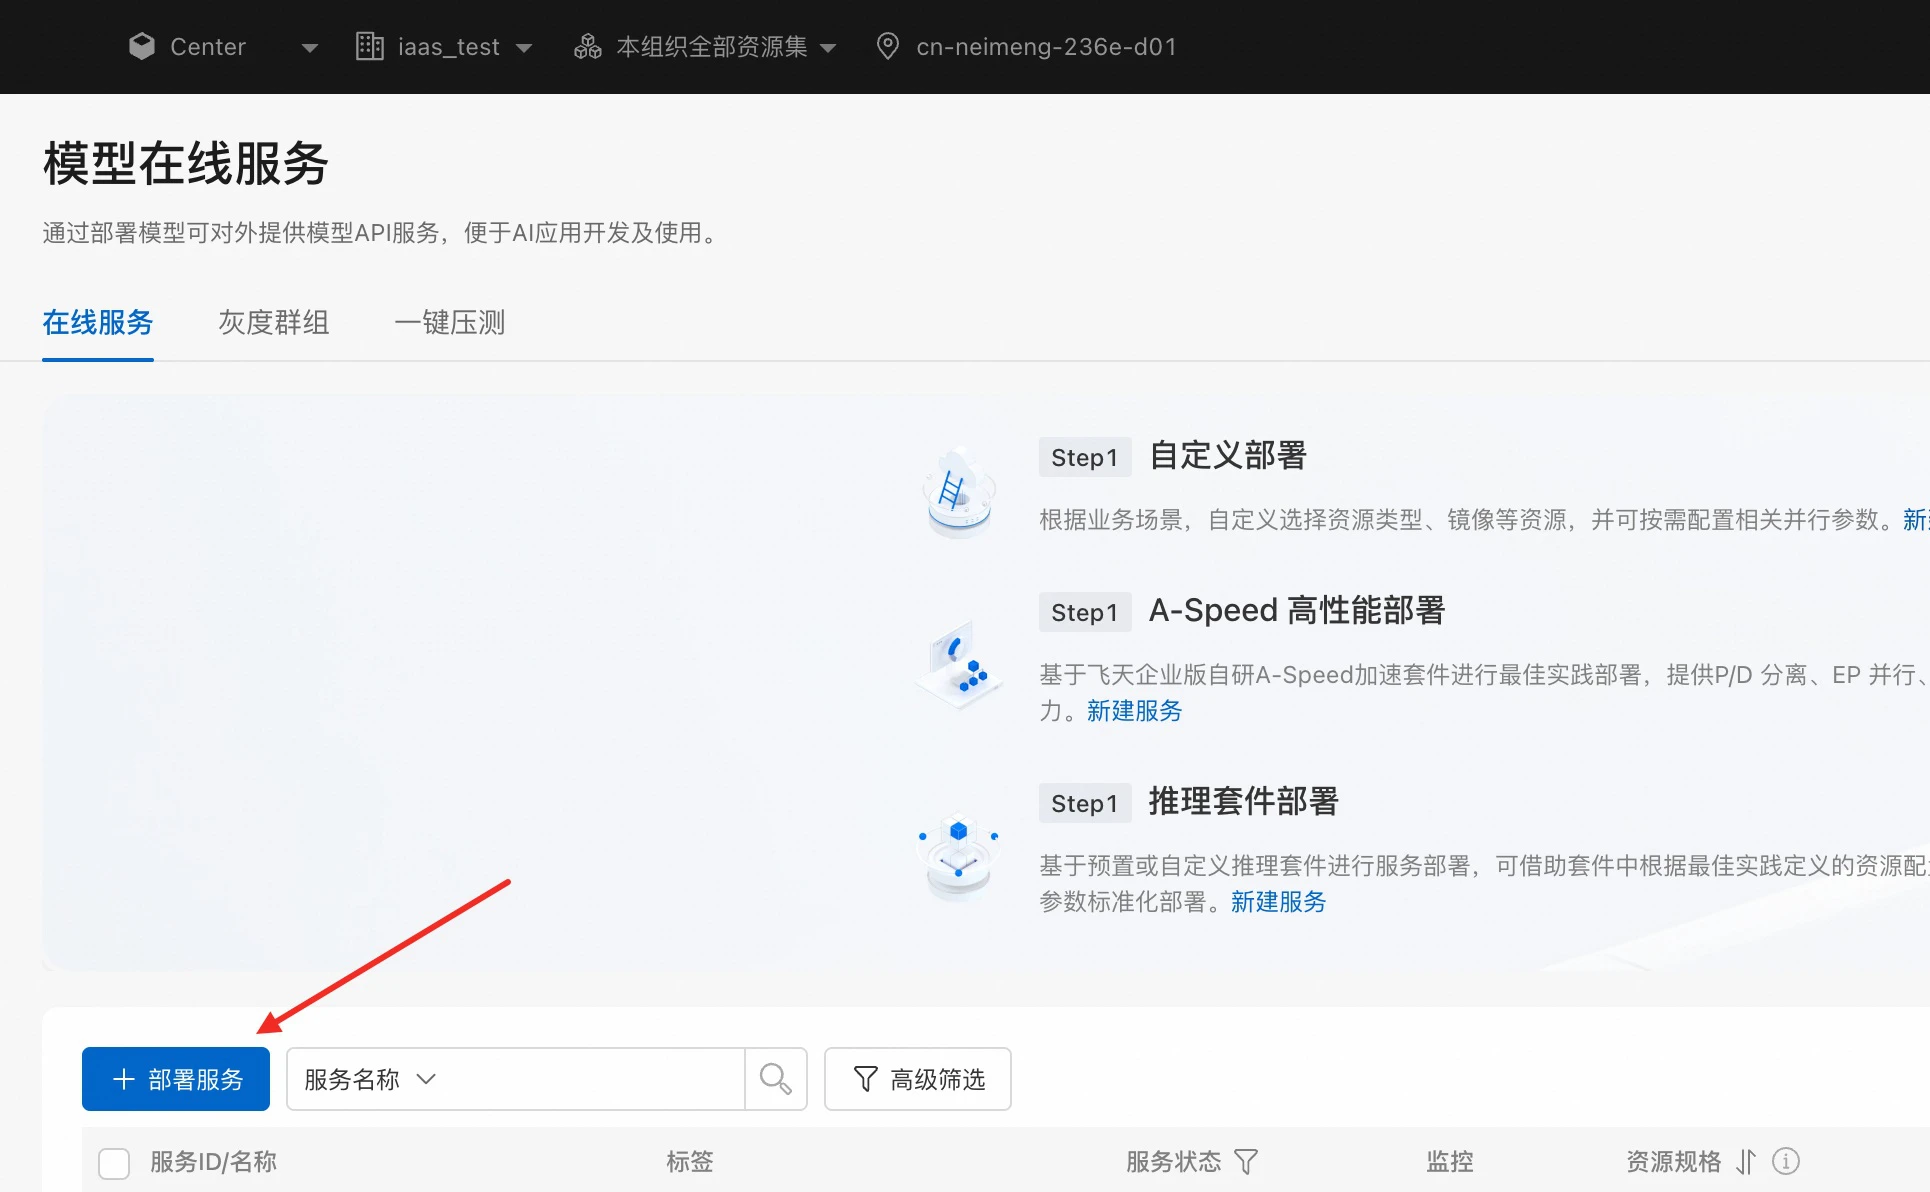 Center
iaas_test
本组织全部资源集
cn-neimeng-236e-d01
模型在线服务
通过部署模型可对外提供模型API服务，便于AI应用开发及使用。
在线服务
灰度群组
一键压测
Step1
自定义部署
根据业务场景，自定义选择资源类型、镜像等资源，并可按需配置相关并行参数。新
Step1
A-Speed 高性能部署
基于飞天企业版自研A-Speed加速套件进行最佳实践部署，提供P/D 分离、EP 并行、
力。新建服务
Step1
推理套件部署
基于预置或自定义推理套件进行服务部署，可借助套件中根据最佳实践定义的资源配
参数标准化部署。新建服务
部署服务
服务名称
高级筛选
服务ID/名称
标签
服务状态
监控
资源规格